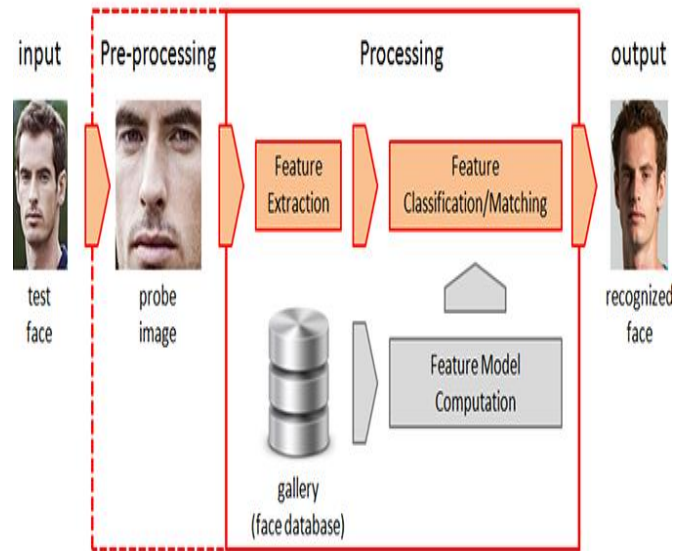 input
Pre-processing
Processing
output
Feature
Extraction
Feature
Classification/Matching
test
face
probe
image
recognized
face
Feature Model
Computation
gallery
(face database)